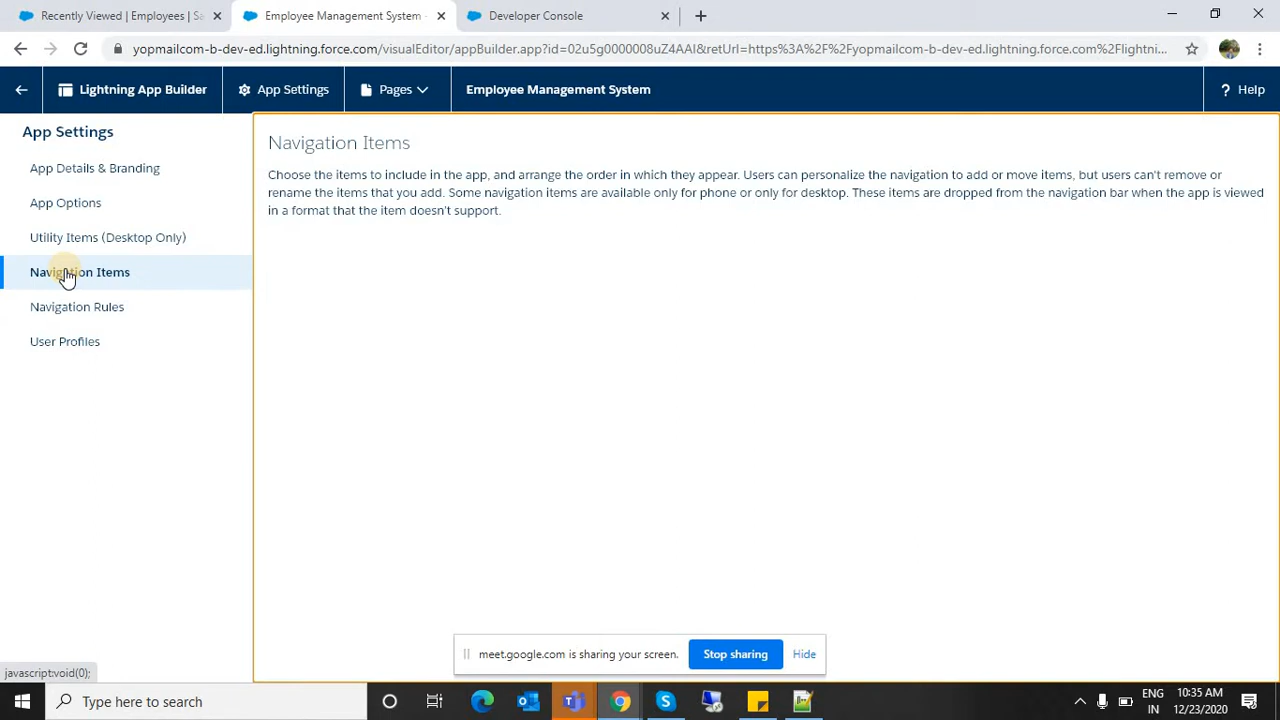 Recently Viewed | Employees | Sa
Employee Management System -
Developer Console
yopmailcom-b-dev-ed.lightning.force.com/visualEditor/appBuilder.app?id=02u5g0000008uZ4AAI&retUrl=https%3A%2F%2Fyopmailcom-b-dev-ed.lightning.force.com%2Flightni...
Lightning App Builder
App Settings
Pages
Employee Management System
? Help
App Settings
App Details & Branding
App Options
Utility Items (Desktop Only)
Navigation Items
Navigation Rules
User Profiles
Navigation Items
Choose the items to include in the app, and arrange the order in which they appear. Users can personalize the navigation to add or move items, but users can't remove or
rename the items that you add. Some navigation items are available only for phone or only for desktop. These items are dropped from the navigation bar when the app is viewed
in a format that the item doesn't support.
meet.google.com is sharing your screen.
Stop sharing
Hide
javascript:void(0);
Type here to search
ENG
IN
10:35 AM
12/23/2020